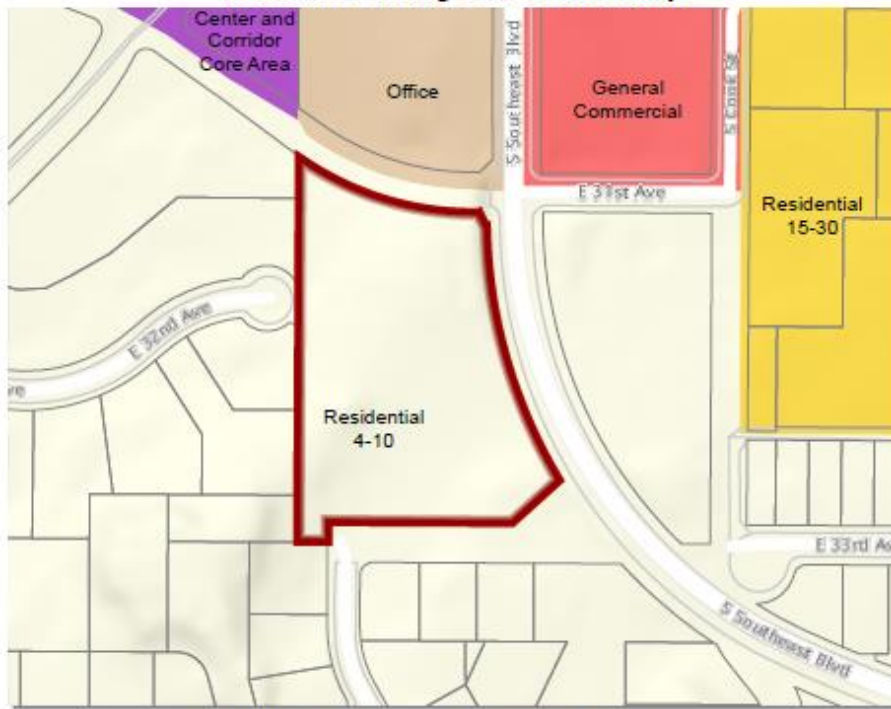 Center and
Corridor
Core Area
Office
S Southeast Blvd
General
Commercial
E 31st Ave
Residential
15-30
E 32nd Ave
Residential
4-10
E 33rd Av
S Southeast Blvd